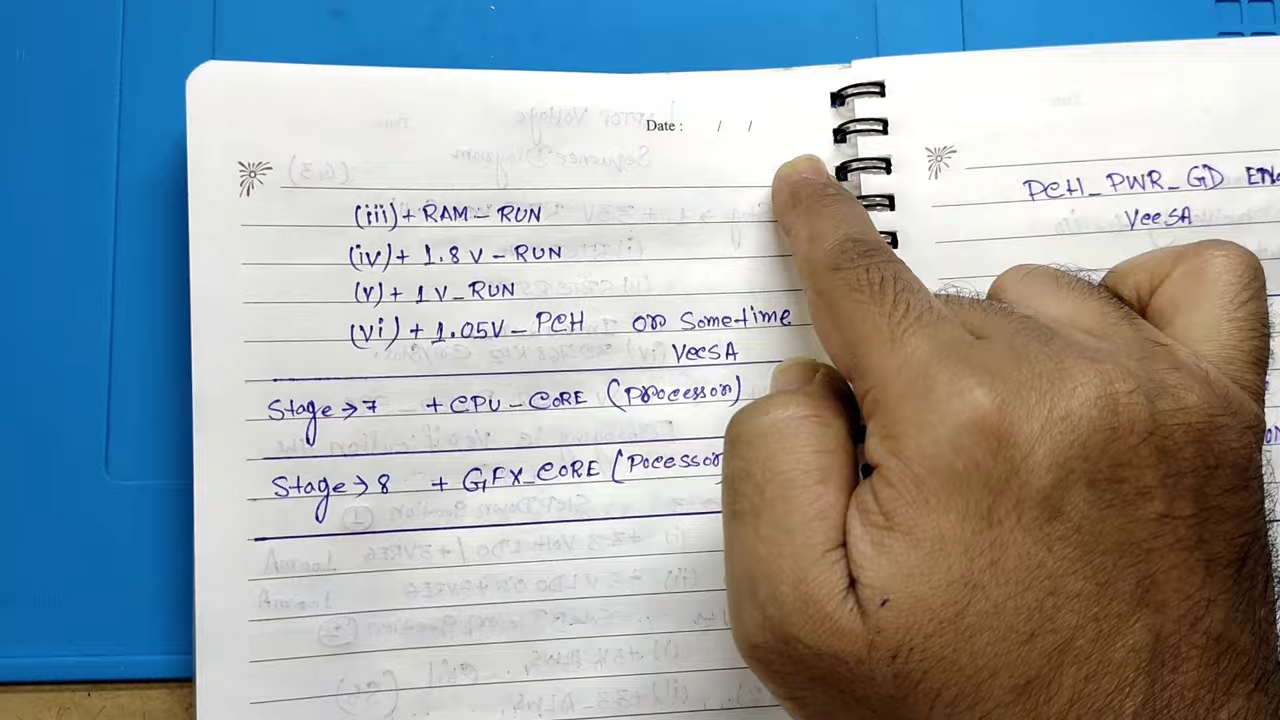 Date : / /
(iii) + RAM - RUN
(iv) + 1.8 V - RUN
(v) + 1 V - RUN
(vi) + 1.05V - PCH or Sometime
VccSA
Stage → 7 + CPU - CORE (Processor)
Stage → 8 + GFX_CORE (Pocessor
PCH_PWR_GD
VccSA